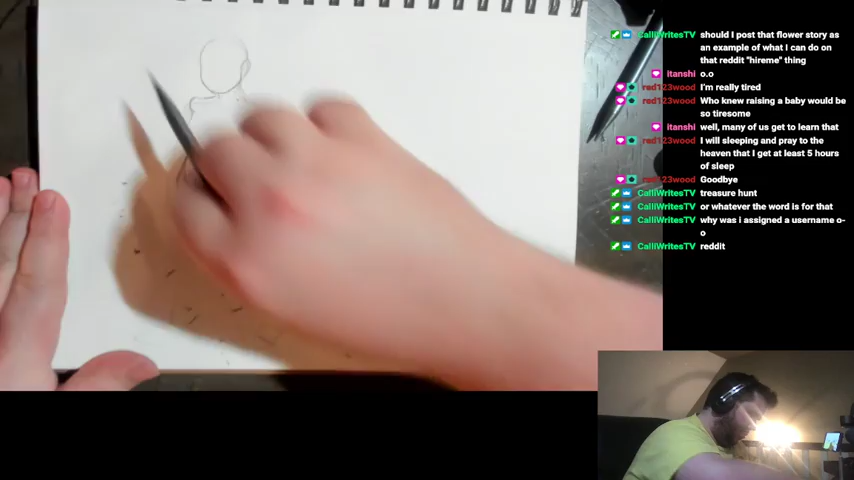 CalliWritesTV should I post that flower story as
an example of what I can do on
that reddit "hireme" thing
itanshi o.o
red123wood I'm really tired
red123wood Who knew raising a baby would be
so tiresome
itanshi well, many of us get to learn that
red123wood I will sleeping and pray to the
heaven that I get at least 5 hours
of sleep
red123wood Goodbye
CalliWritesTV treasure hunt
CalliWritesTV or whatever the word is for that
CalliWritesTV why was i assigned a username o-
o
CalliWritesTV reddit